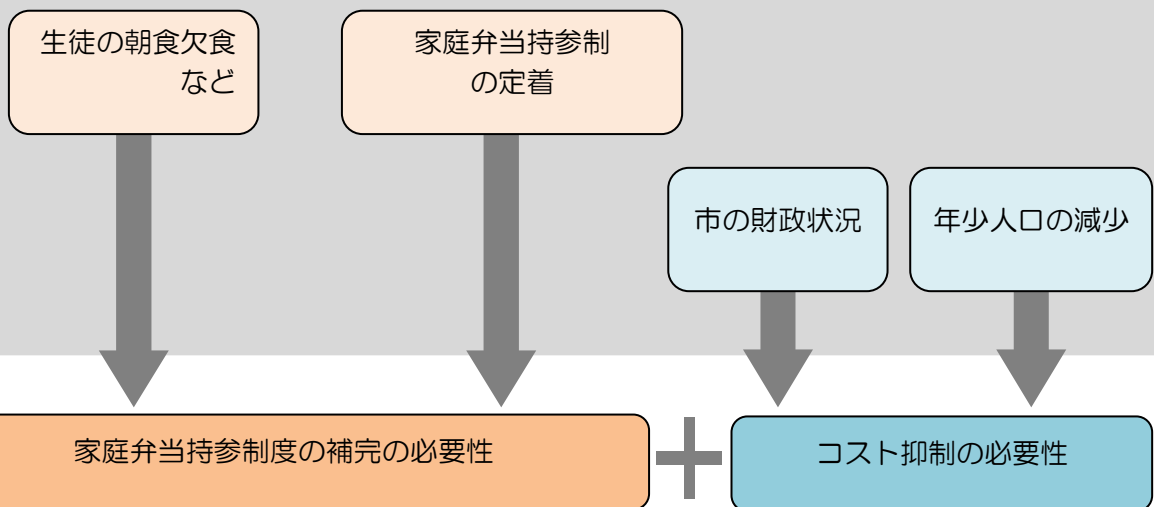 生徒の朝食欠食
など
家庭弁当持参制
の定着
市の財政状況
年少人口の減少
家庭弁当持参制度の補完の必要性
コスト抑制の必要性